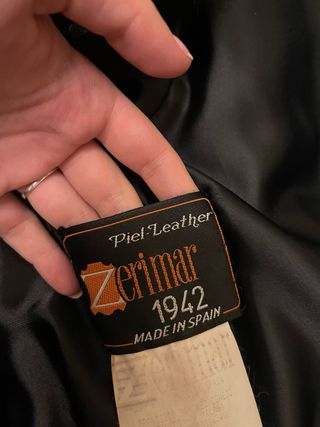 Piel-Leather
Zerimar
1942
MADE IN SPAIN